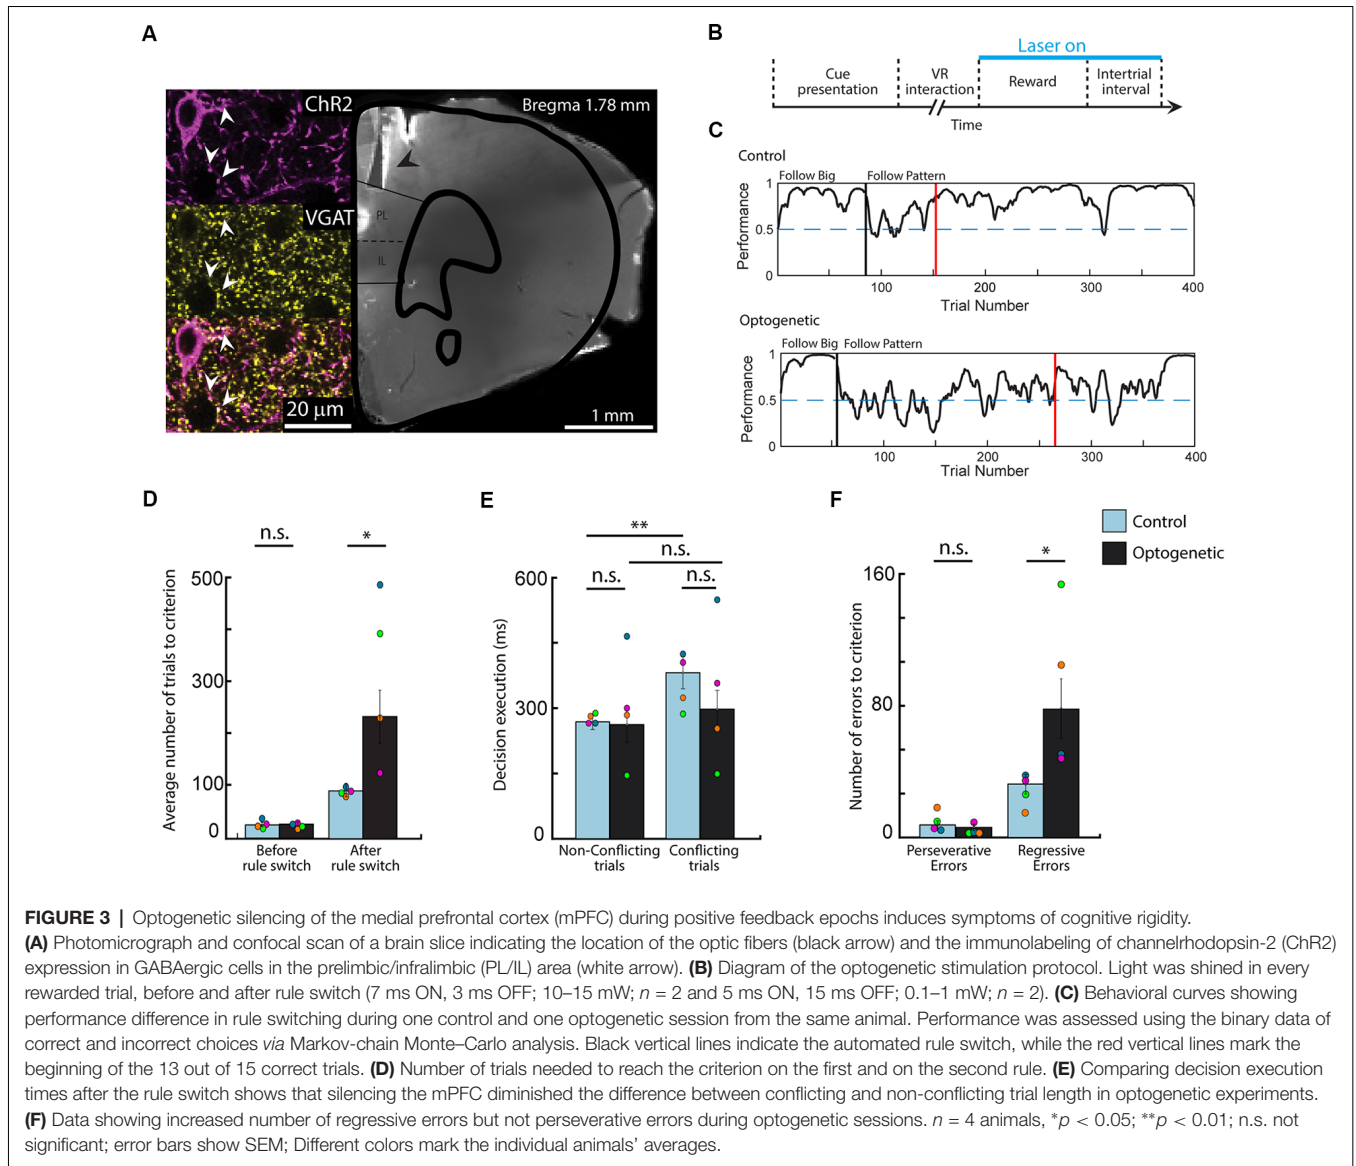 A
ChR2
VGAT
20 µm
Bregma 1.78 mm
PL
IL
1 mm
B
Laser on
Cue presentation
VR interaction
Reward
Intertrial interval
Time
C
Control
Follow Big
Follow Pattern
Performance
1
0.5
0
100
200
300
400
Trial Number
Optogenetic
Follow Big
Follow Pattern
Performance
1
0.5
0
100
200
300
400
Trial Number
D
n.s.
*
Average number of trials to criterion
500
300
100
0
Before rule switch
After rule switch
E
**
n.s.
n.s.
n.s.
Decision execution (ms)
600
300
0
Non-Conflicting trials
Conflicting trials
F
n.s.
*
Number of errors to criterion
160
80
0
Perseverative Errors
Regressive Errors
Control
Optogenetic
FIGURE 3 | Optogenetic silencing of the medial prefrontal cortex (mPFC) during positive feedback epochs induces symptoms of cognitive rigidity.
(A) Photomicrograph and confocal scan of a brain slice indicating the location of the optic fibers (black arrow) and the immunolabeling of channelrhodopsin-2 (ChR2)
expression in GABAergic cells in the prelimbic/infralimbic (PL/IL) area (white arrow). (B) Diagram of the optogenetic stimulation protocol. Light was shined in every
rewarded trial, before and after rule switch (7 ms ON, 3 ms OFF; 10–15 mW; n = 2 and 5 ms ON, 15 ms OFF; 0.1–1 mW; n = 2). (C) Behavioral curves showing
performance difference in rule switching during one control and one optogenetic session from the same animal. Performance was assessed using the binary data of
correct and incorrect choices via Markov-chain Monte–Carlo analysis. Black vertical lines indicate the automated rule switch, while the red vertical lines mark the
beginning of the 13 out of 15 correct trials. (D) Number of trials needed to reach the criterion on the first and on the second rule. (E) Comparing decision execution
times after the rule switch shows that silencing the mPFC diminished the difference between conflicting and non-conflicting trial length in optogenetic experiments.
(F) Data showing increased number of regressive errors but not perseverative errors during optogenetic sessions. n = 4 animals, *p < 0.05; **p < 0.01; n.s. not
significant; error bars show SEM; Different colors mark the individual animals' averages.